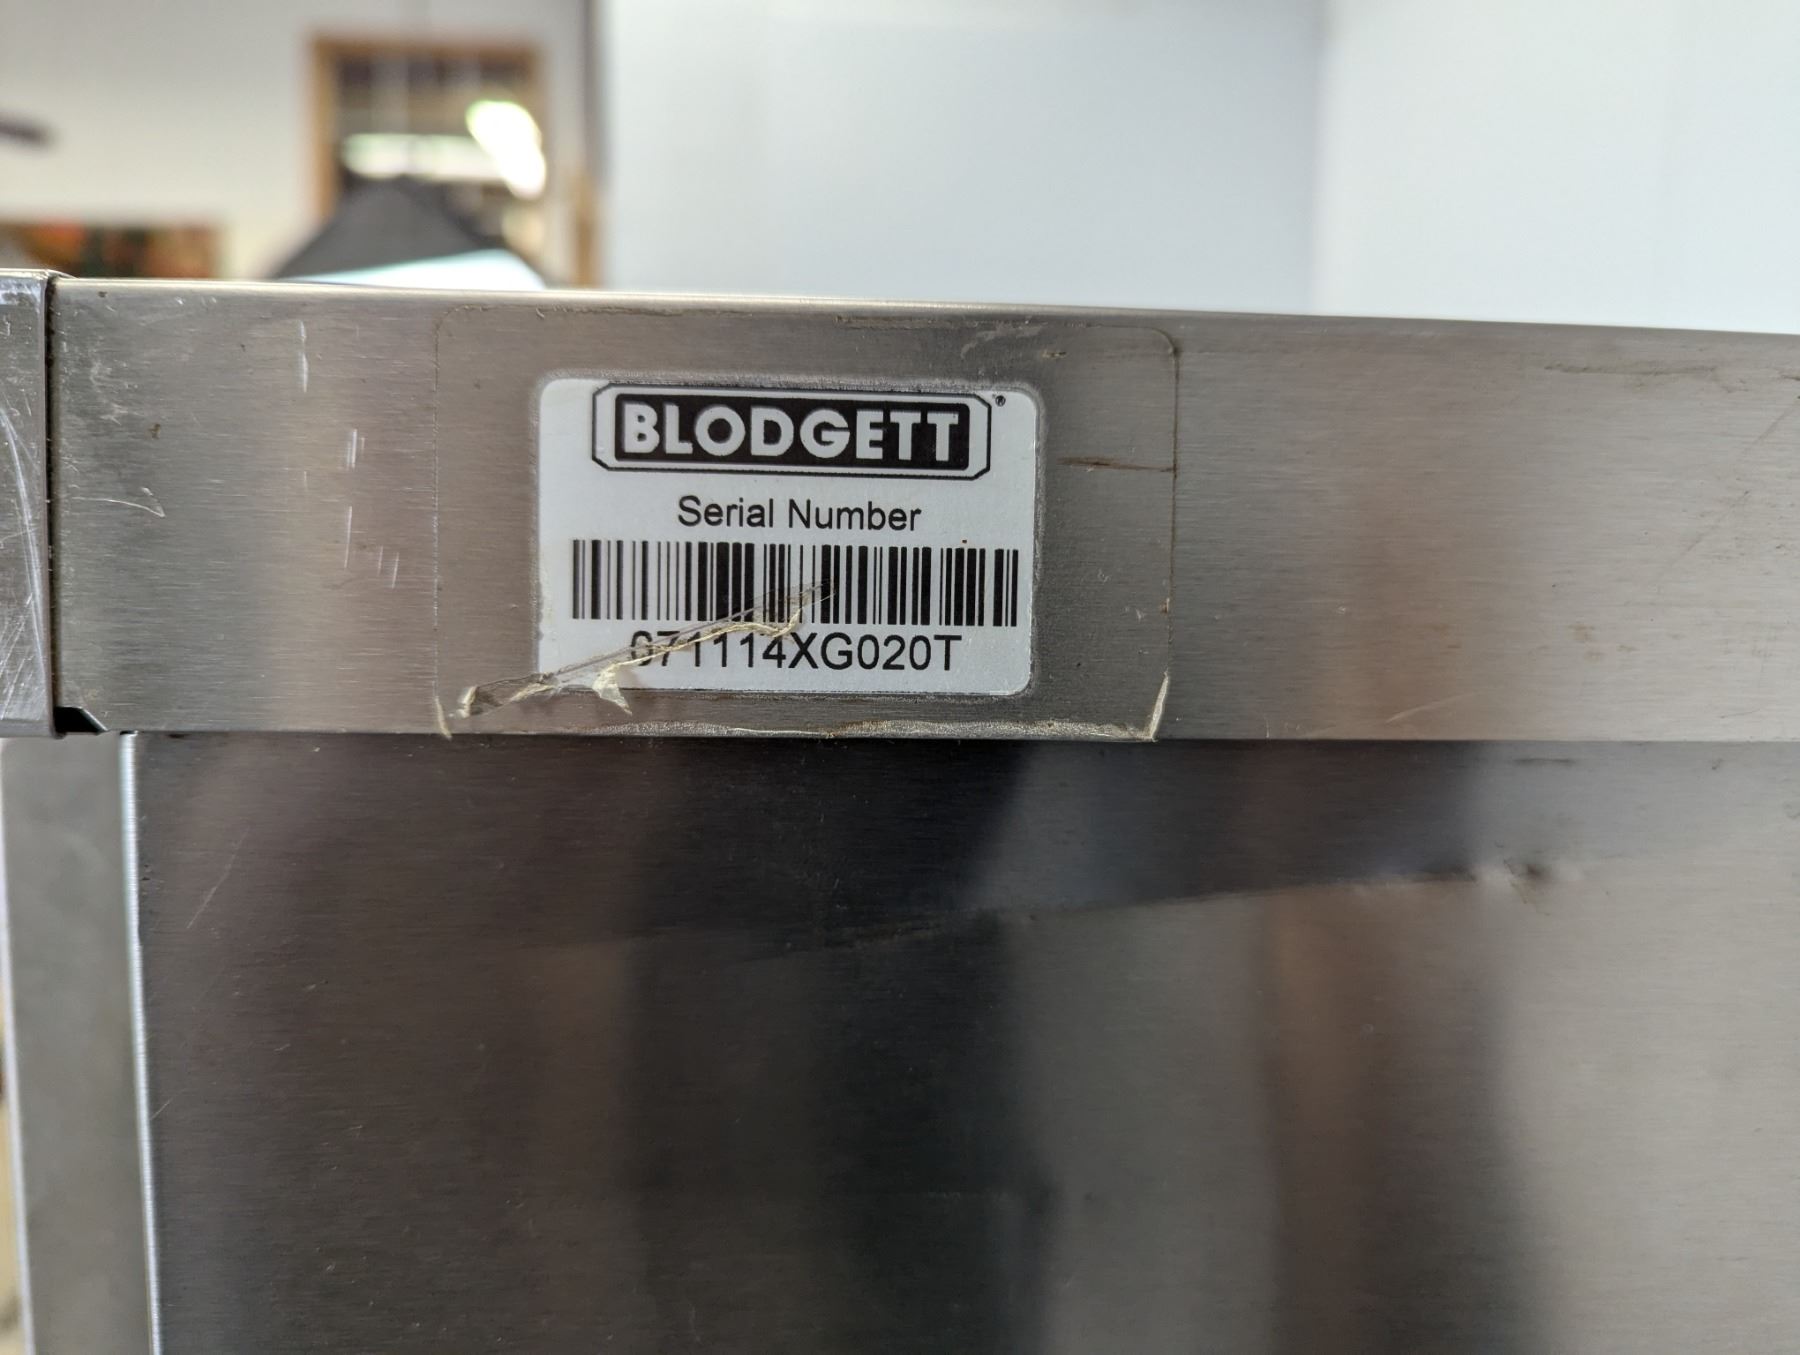 BLODGETT®
Serial Number
071114XG020T